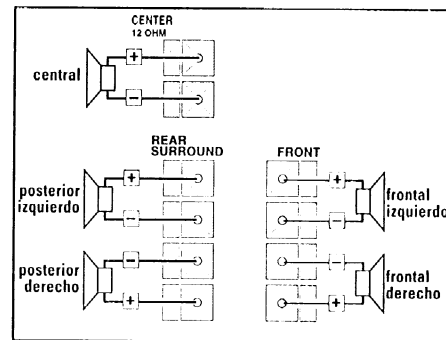 CENTER
12 OHM
central
+
−
REAR
SURROUND
FRONT
posterior
izquierdo
+
−
+
−
frontal
izquierdo
posterior
derecho
−
+
−
+
frontal
derecho